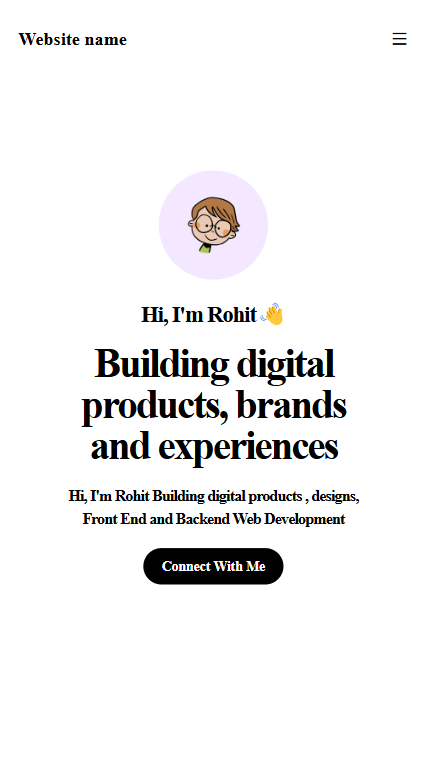 Website name
Hi, I'm Rohit 👋
Building digital
products, brands
and experiences
Hi, I'm Rohit Building digital products , designs,
Front End and Backend Web Development
Connect With Me